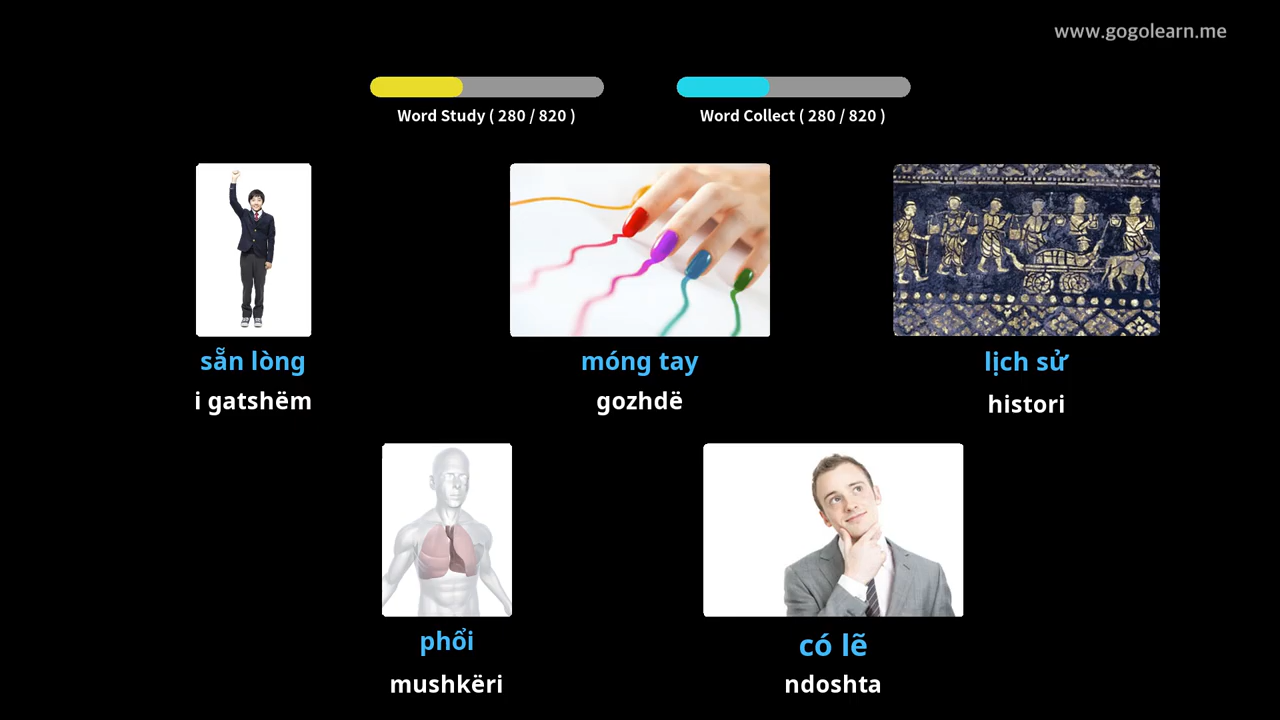 www.gogolearn.me
Word Study ( 280 / 820 )
Word Collect ( 280 / 820 )
sẵn lòng
i gatshëm
móng tay
gozhdë
lịch sử
histori
phổi
mushkëri
có lẽ
ndoshta